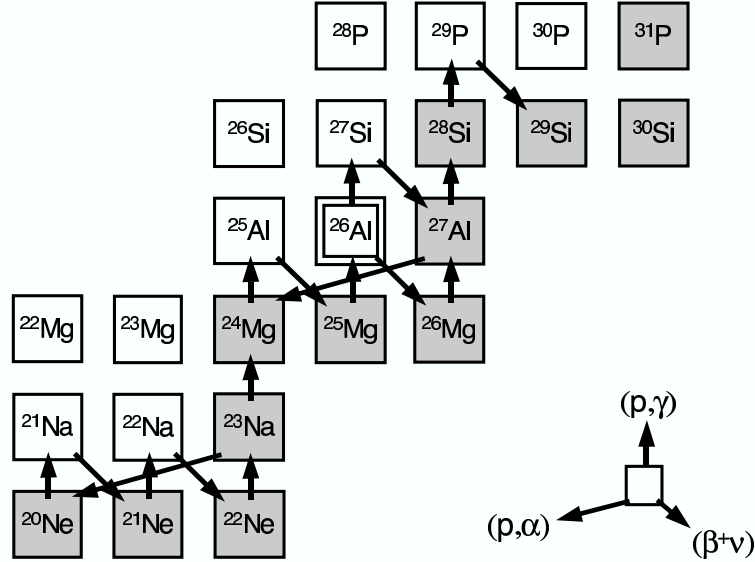 ²⁸P ²⁹P ³⁰P ³¹P
²⁶Si ²⁷Si ²⁸Si ²⁹Si ³⁰Si
²⁵Al ²⁶Al ²⁷Al
²²Mg ²³Mg ²⁴Mg ²⁵Mg ²⁶Mg
²¹Na ²²Na ²³Na
²⁰Ne ²¹Ne ²²Ne
(p,γ)
(p,α)
(β⁺ν)